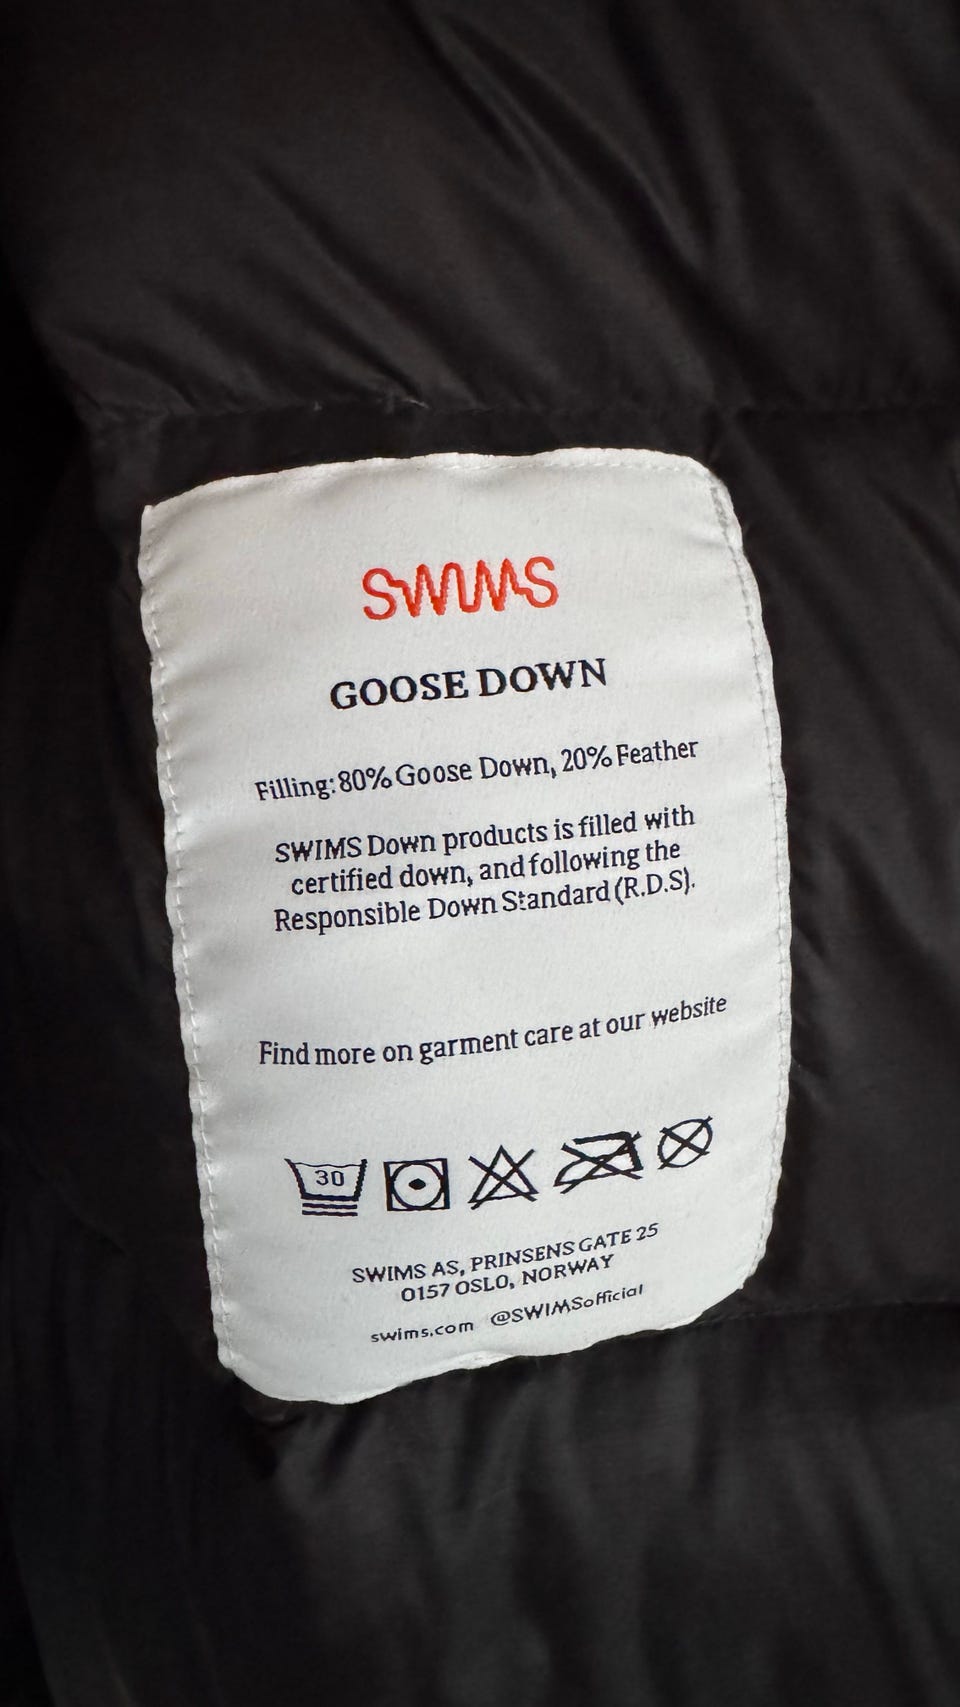 SWIMS
GOOSE DOWN
Filling: 80% Goose Down, 20% Feather
SWIMS Down products is filled with
certified down, and following the
Responsible Down Standard (R.D.S).
Find more on garment care at our website
30
SWIMS AS, PRINSENS GATE 25
0157 OSLO, NORWAY
swims.com @SWIMSofficial